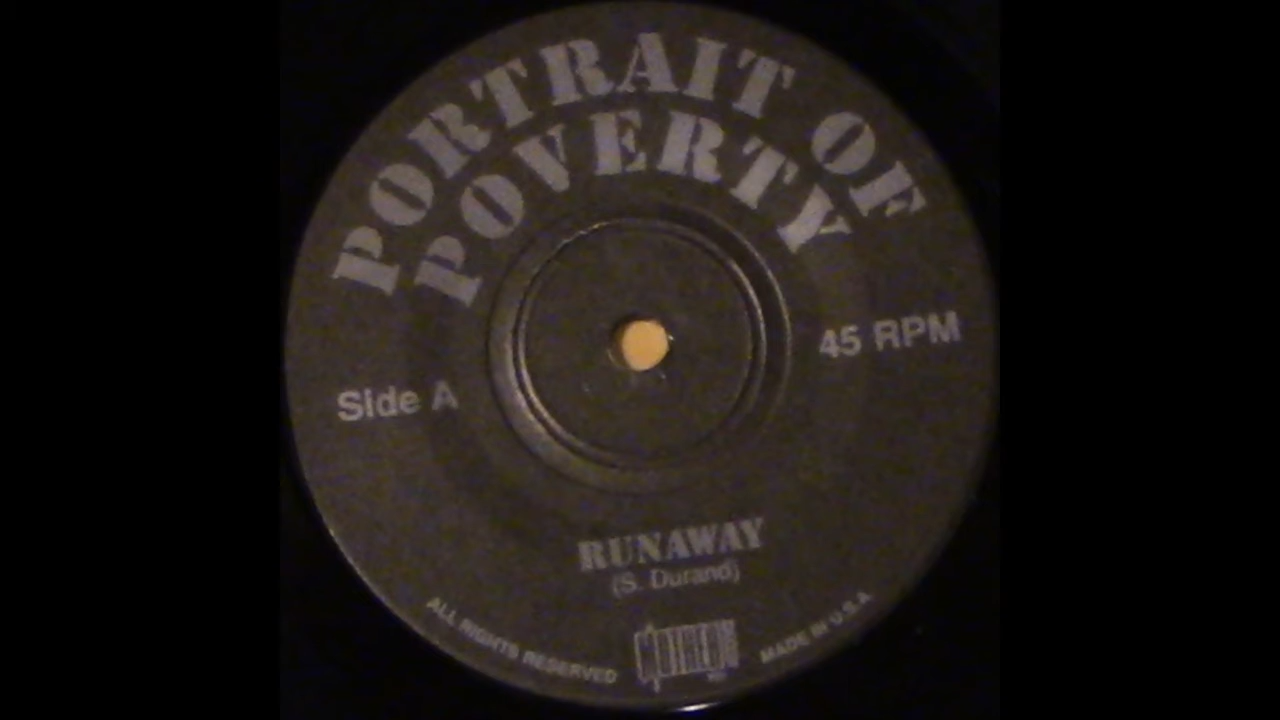 PORTRAIT OF
POVERTY
45 RPM
Side A
RUNAWAY
(S. Durand)
ALL RIGHTS RESERVED
MADE IN U.S.A